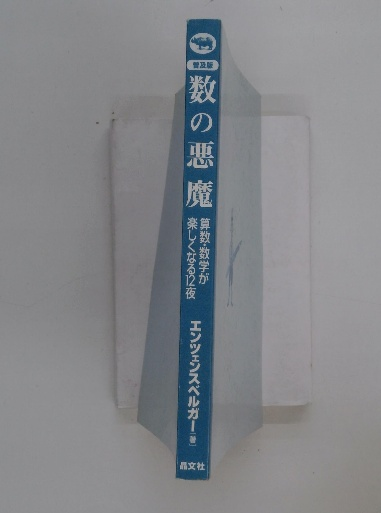 普及版
数の悪魔
算数・数学が
楽しくなる12夜
エンツェンスベルガー[著]
晶文社